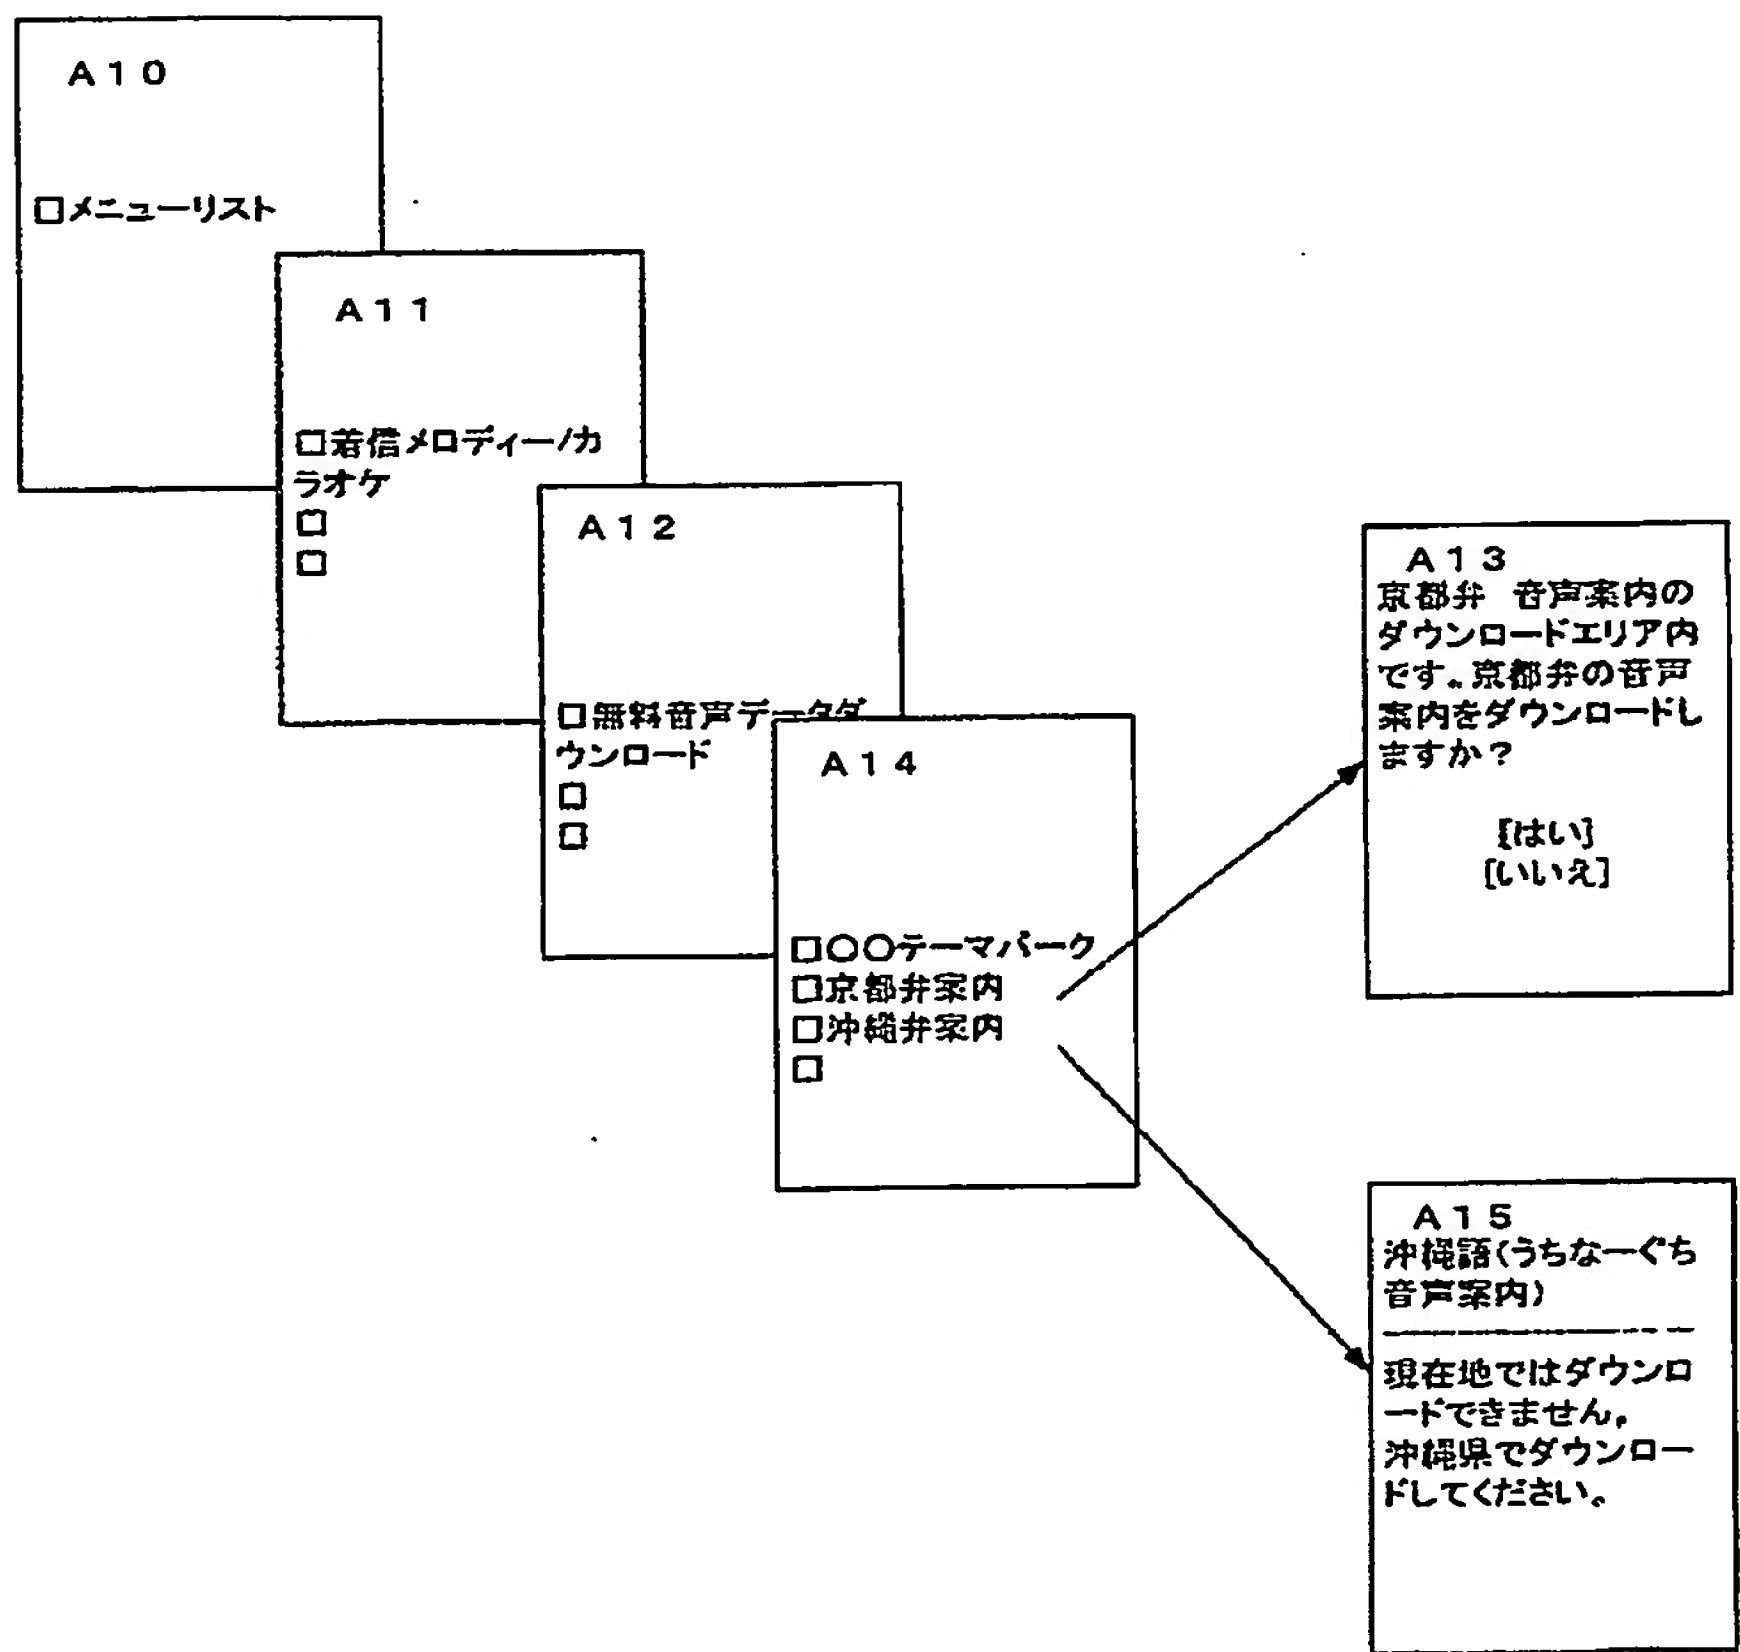 A10
□メニューリスト
A11
□着信メロディー/カ
ラオケ
□
□
A12
□無料音声データダ
ウンロード
□
□
A14
□〇〇テーマパーク
□京都弁案内
□沖縄弁案内
□
A13
京都弁 音声案内の
ダウンロードエリア内
です。京都弁の音声
案内をダウンロードし
ますか?
[はい]
[いいえ]
A15
沖縄語(うちなーぐち
音声案内)
現在地ではダウンロ
ードできません。
沖縄県でダウンロー
ドしてください。